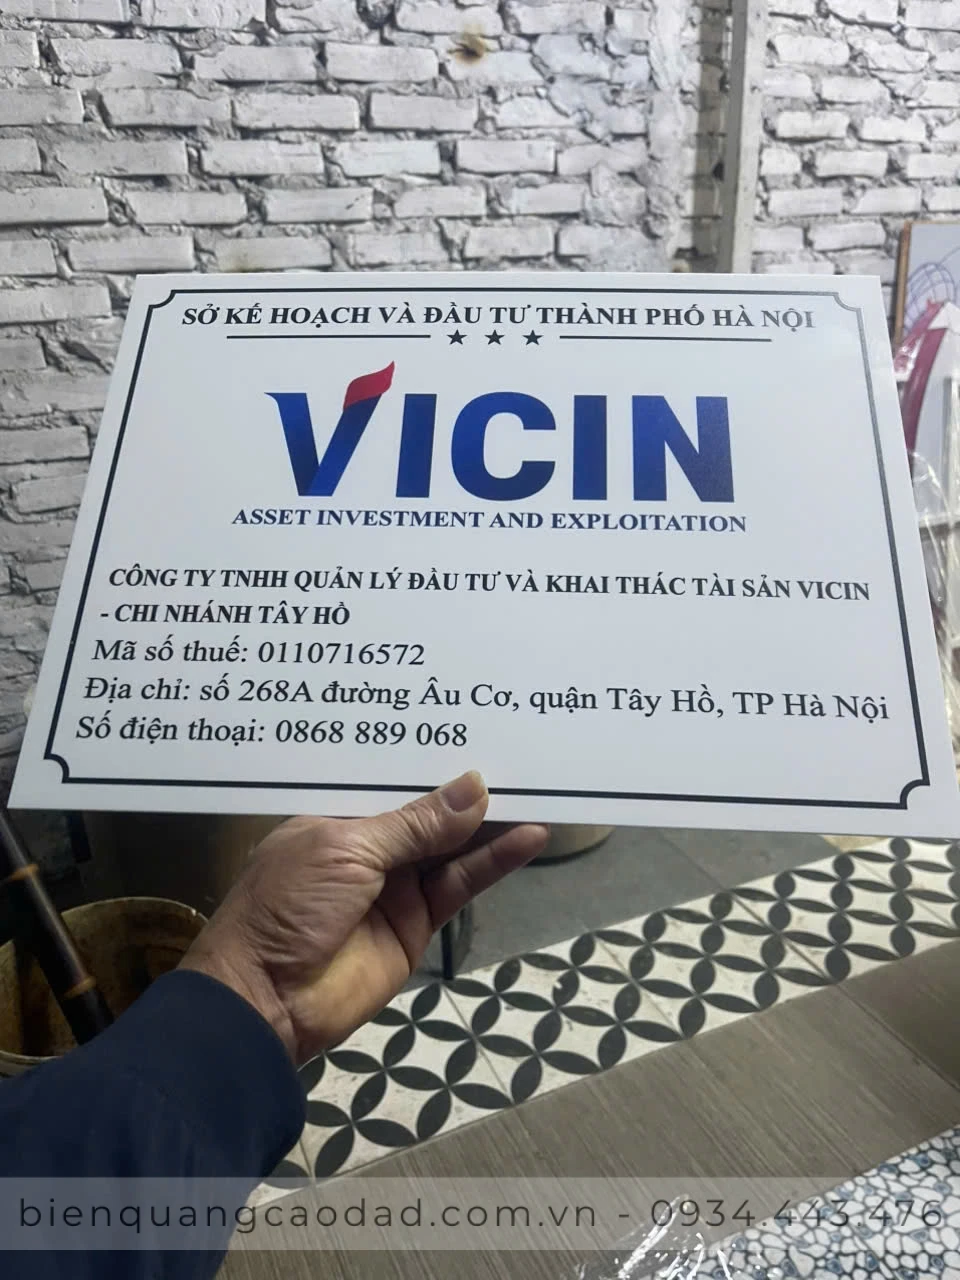 SỞ KẾ HOẠCH VÀ ĐẦU TƯ THÀNH PHỐ HÀ NỘI
VICIN
ASSET INVESTMENT AND EXPLOITATION
CÔNG TY TNHH QUẢN LÝ ĐẦU TƯ VÀ KHAI THÁC TÀI SẢN VICIN
- CHI NHÁNH TÂY HỒ
Mã số thuế: 0110716572
Địa chỉ: số 268A đường Âu Cơ, quận Tây Hồ, TP Hà Nội
Số điện thoại: 0868 889 068
bienquangcaodad.com.vn - 0934.443.476